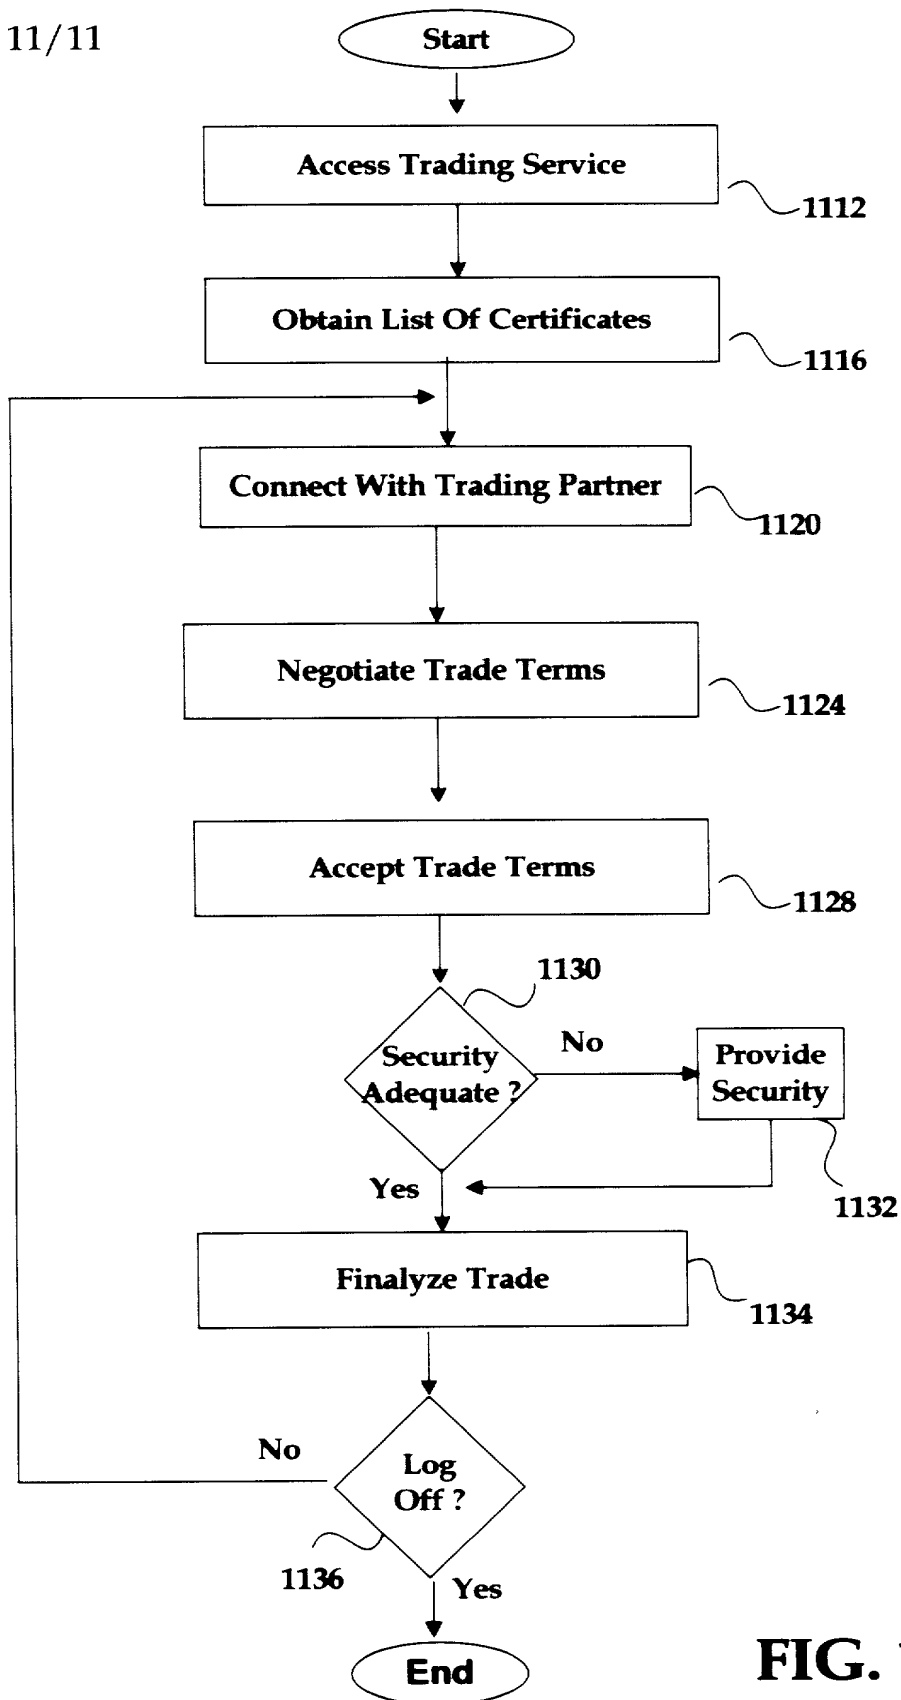 11/11
Start
Access Trading Service
1112
Obtain List Of Certificates
1116
Connect With Trading Partner
1120
Negotiate Trade Terms
1124
Accept Trade Terms
1128
1130
Security
Adequate ?
No
Provide
Security
1132
Yes
Finalyze Trade
1134
No
Log
Off ?
1136
Yes
End
FIG.